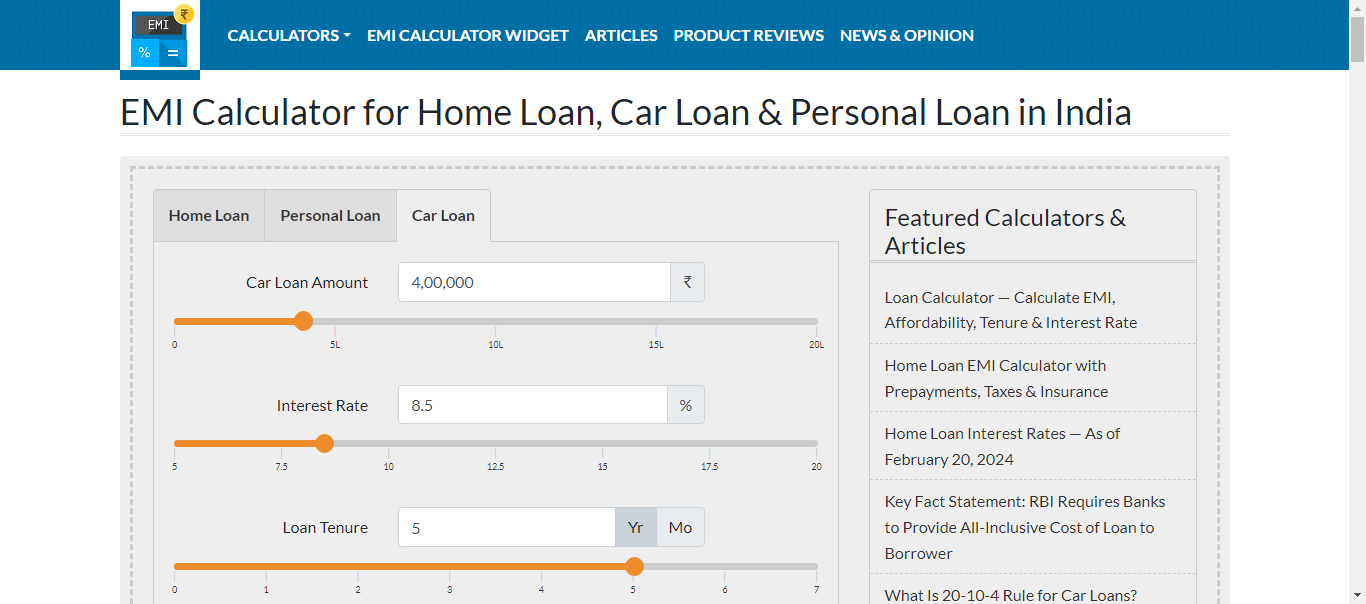 EMI
₹
%
=
CALCULATORS
EMI CALCULATOR WIDGET
ARTICLES
PRODUCT REVIEWS
NEWS & OPINION
EMI Calculator for Home Loan, Car Loan & Personal Loan in India
Home Loan
Personal Loan
Car Loan
Car Loan Amount
4,00,000
₹
0
5L
10L
15L
20L
Interest Rate
8.5
%
5
7.5
10
12.5
15
17.5
20
Loan Tenure
5
Yr
Mo
0
1
2
3
4
5
6
7
Featured Calculators &
Articles
Loan Calculator — Calculate EMI,
Affordability, Tenure & Interest Rate
Home Loan EMI Calculator with
Prepayments, Taxes & Insurance
Home Loan Interest Rates — As of
February 20, 2024
Key Fact Statement: RBI Requires Banks
to Provide All-Inclusive Cost of Loan to
Borrower
What Is 20-10-4 Rule for Car Loans?